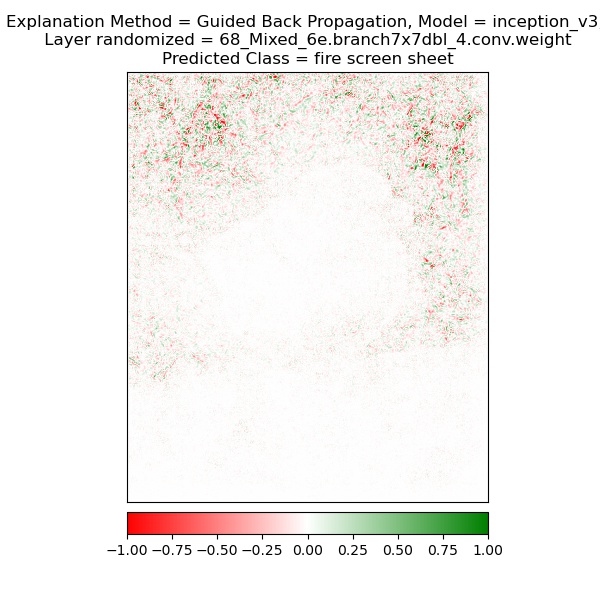 Explanation Method = Guided Back Propagation, Model = inception_v3
Layer randomized = 68_Mixed_6e.branch7x7dbl_4.conv.weight
Predicted Class = fire screen sheet
−1.00 −0.75 −0.50 −0.25 0.00 0.25 0.50 0.75 1.00